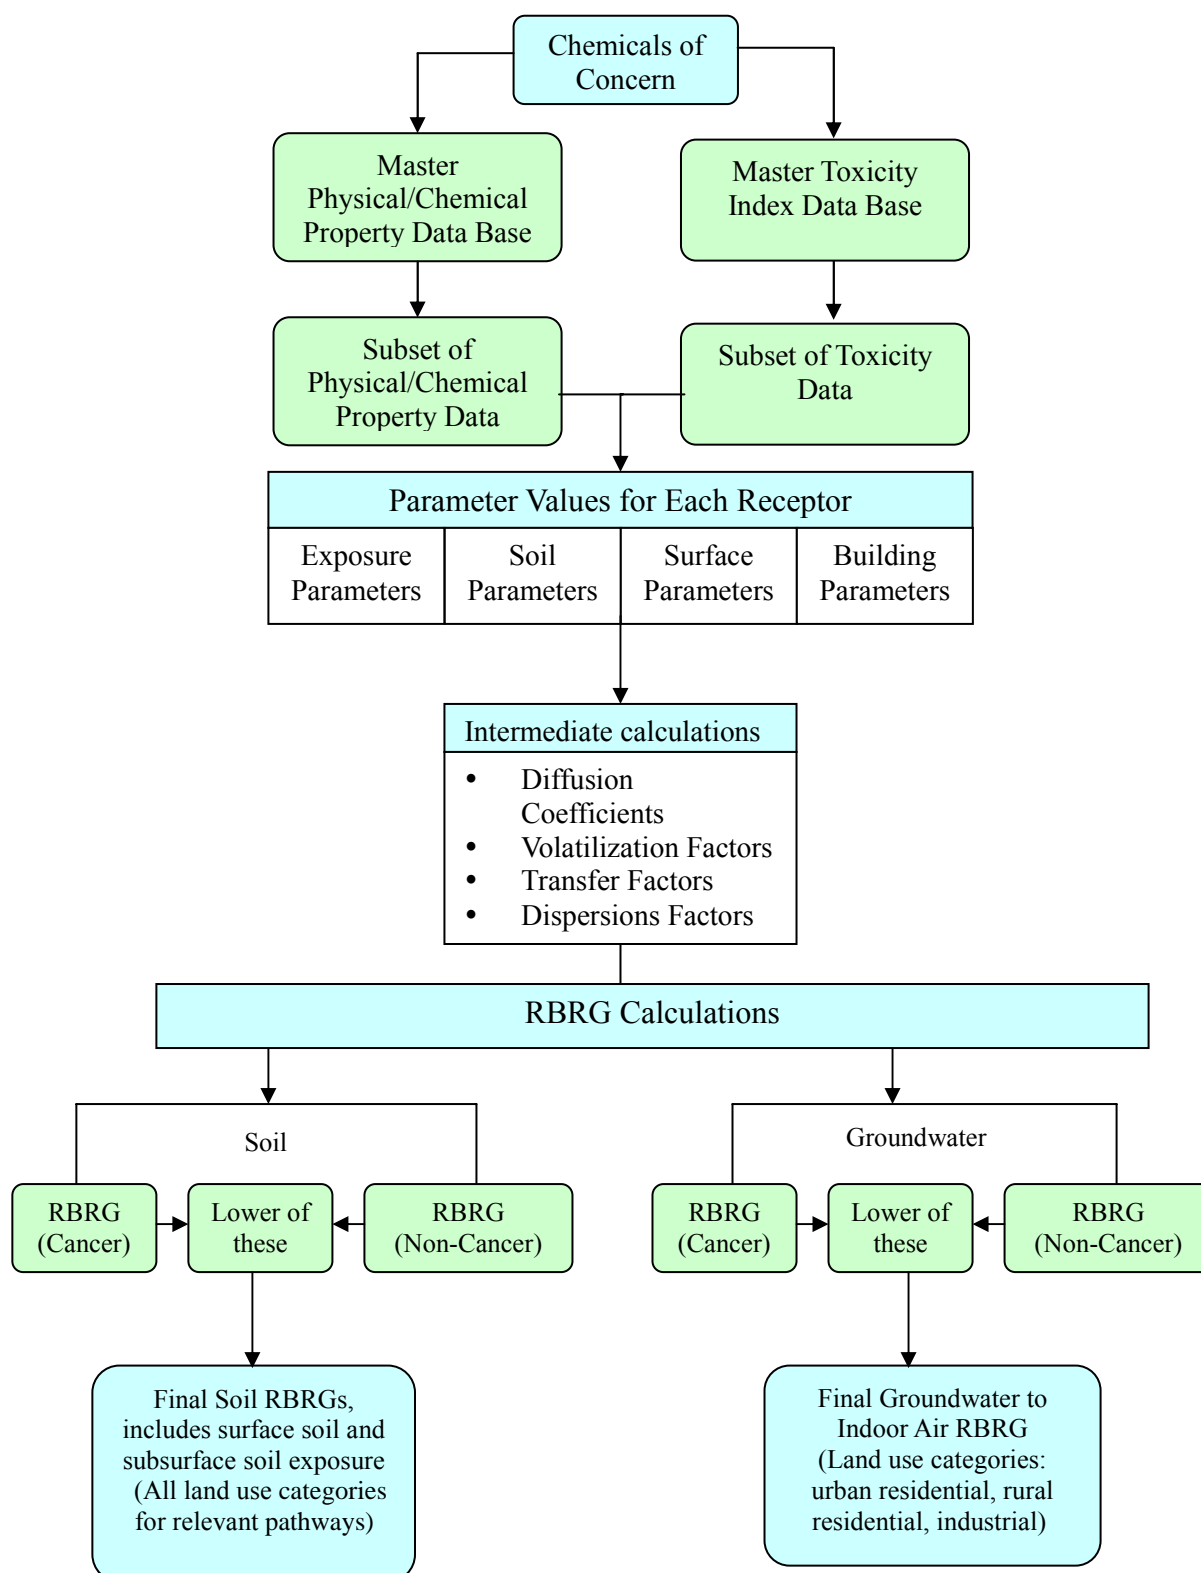 Chemicals of
Concern
Master
Physical/Chemical
Property Data Base
Master Toxicity
Index Data Base
Subset of
Physical/Chemical
Property Data
Subset of Toxicity
Data
Parameter Values for Each Receptor
Exposure
Parameters
Soil
Parameters
Surface
Parameters
Building
Parameters
Intermediate calculations
• Diffusion
Coefficients
• Volatilization Factors
• Transfer Factors
• Dispersions Factors
RBRG Calculations
Soil
RBRG
(Cancer)
Lower of
these
RBRG
(Non-Cancer)
Groundwater
RBRG
(Cancer)
Lower of
these
RBRG
(Non-Cancer)
Final Soil RBRGs,
includes surface soil and
subsurface soil exposure
(All land use categories
for relevant pathways)
Final Groundwater to
Indoor Air RBRG
(Land use categories:
urban residential, rural
residential, industrial)